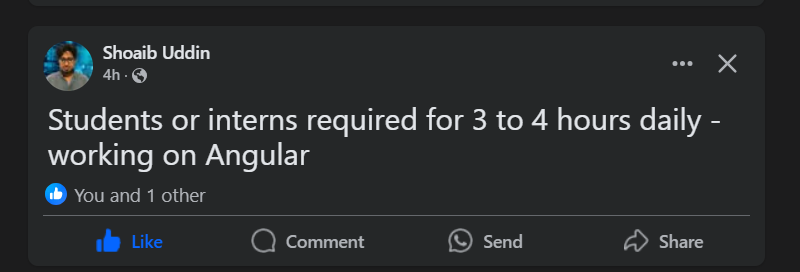 Shoaib Uddin
4h ·
Students or interns required for 3 to 4 hours daily -
working on Angular
You and 1 other
Like Comment Send Share